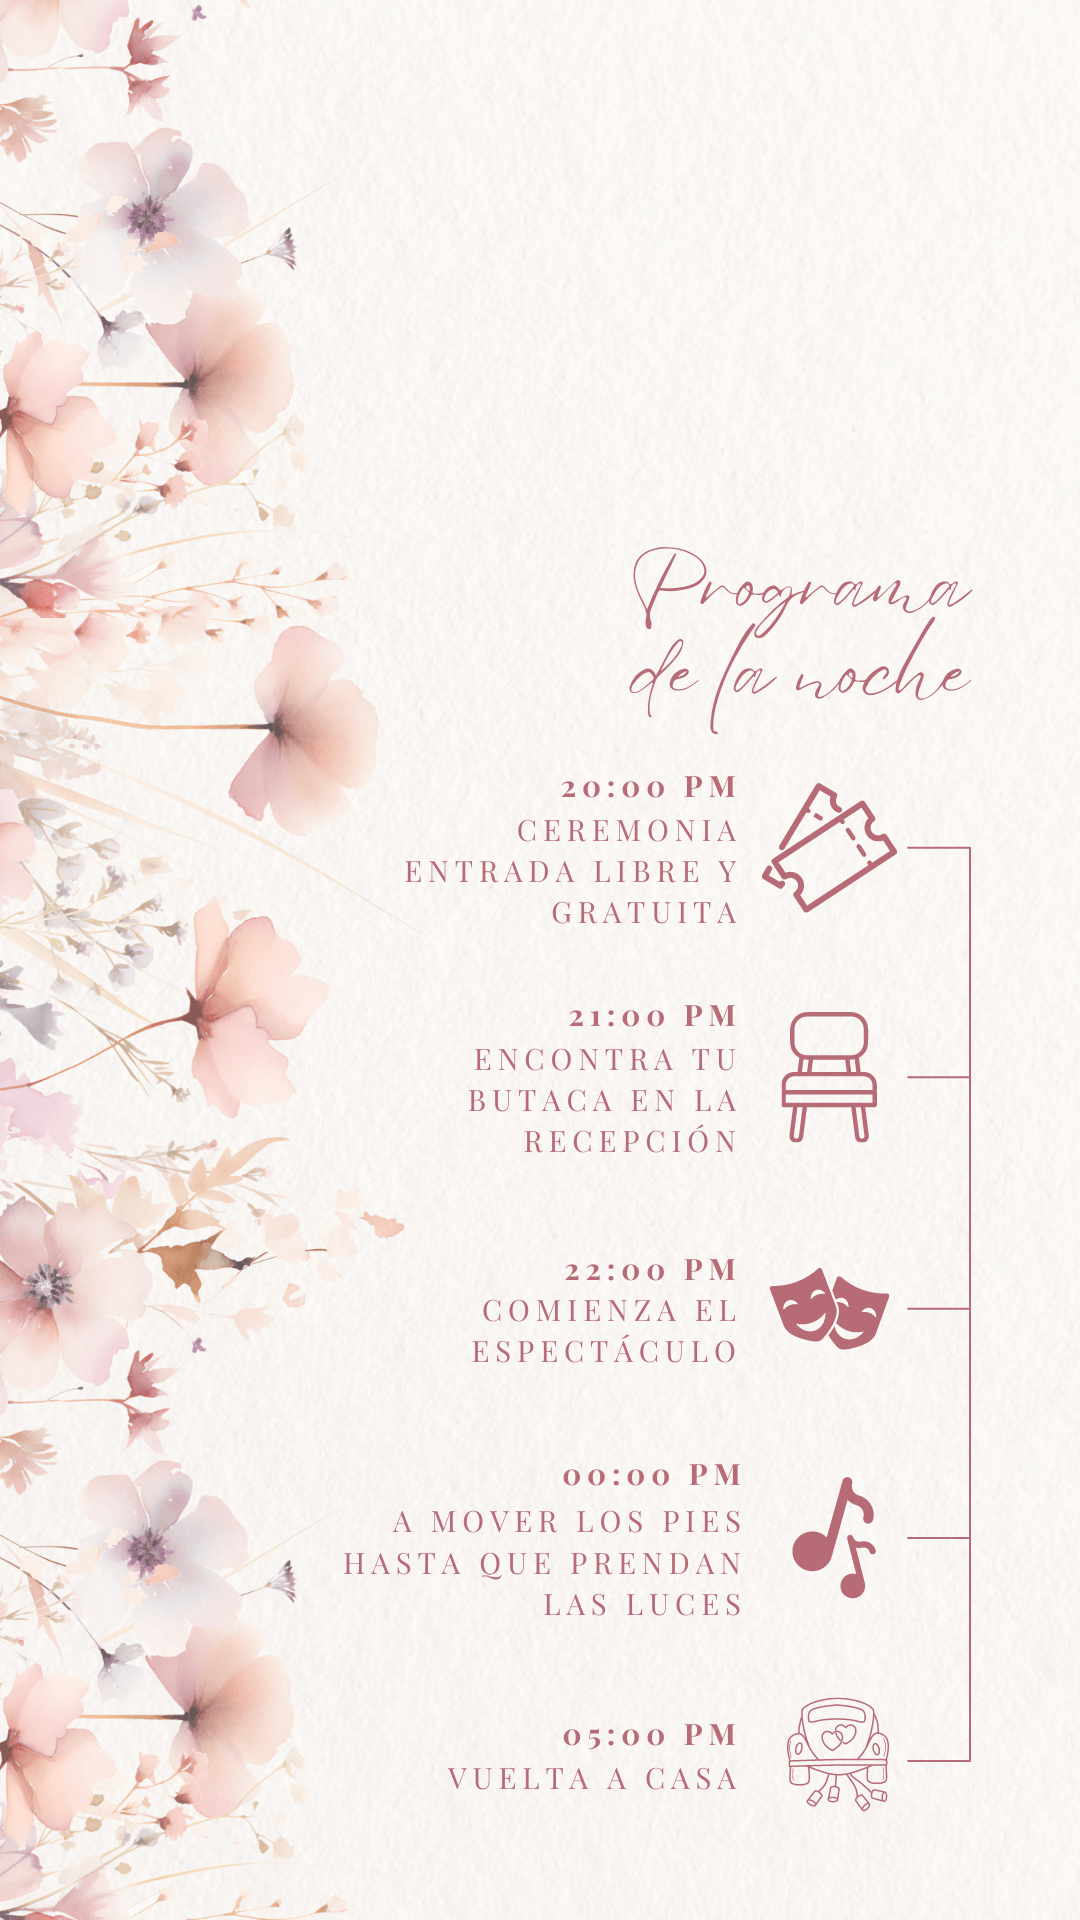 Programa
de la noche
20:00 PM
CEREMONIA
ENTRADA LIBRE Y
GRATUITA
21:00 PM
ENCONTRA TU
BUTACA EN LA
RECEPCIÓN
22:00 PM
COMIENZA EL
ESPECTÁCULO
00:00 PM
A MOVER LOS PIES
HASTA QUE PRENDAN
LAS LUCES
05:00 PM
VUELTA A CASA